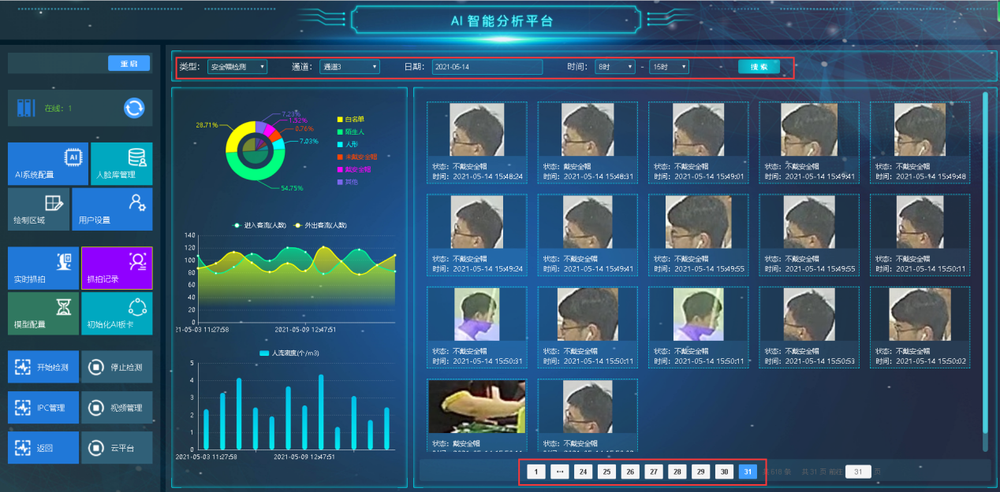 AI 智能分析平台
重启
类型： 安全帽检测 通道： 通道3 日期： 2021-05-14 时间： 8时 - 15时 搜 索
在线： 1
AI系统配置 人脸库管理
绘制区域 用户设置
实时抓拍 抓拍记录
模型配置 初始化AI板卡
开始检测 停止检测
IPC管理 视频管理
返回 云平台
7.23%
1.52%
0.76%
7.03%
28.71%
54.75%
白名单
陌生人
人形
未戴安全帽
戴安全帽
其他
进入客流(人数) 外出客流(人数)
140
120
100
80
60
40
20
0
21-05-03 11:27:58 2021-05-09 12:47:51
人流密度(个/m3)
5
4
3
2
1
0
2021-05-03 11:27:58 2021-05-09 12:47:51
状态： 不戴安全帽
时间： 2021-05-14 15:48:24
状态： 戴安全帽
时间： 2021-05-14 15:48:31
状态： 不戴安全帽
时间： 2021-05-14 15:49:01
状态： 不戴安全帽
时间： 2021-05-14 15:49:41
状态： 不戴安全帽
时间： 2021-05-14 15:49:48
状态： 不戴安全帽
时间： 2021-05-14 15:49:24
状态： 不戴安全帽
时间： 2021-05-14 15:49:41
状态： 不戴安全帽
时间： 2021-05-14 15:49:55
状态： 不戴安全帽
时间： 2021-05-14 15:49:55
状态： 不戴安全帽
时间： 2021-05-14 15:50:11
状态： 不戴安全帽
时间： 2021-05-14 15:50:31
状态： 不戴安全帽
时间： 2021-05-14 15:50:11
状态： 不戴安全帽
时间： 2021-05-14 15:50:11
状态： 不戴安全帽
时间： 2021-05-14 15:50:53
状态： 不戴安全帽
时间： 2021-05-14 15:50:02
状态： 戴安全帽
状态： 不戴安全帽
1 ··· 24 25 26 27 28 29 30 31 共 618 条 共 31 页 前往 31 页